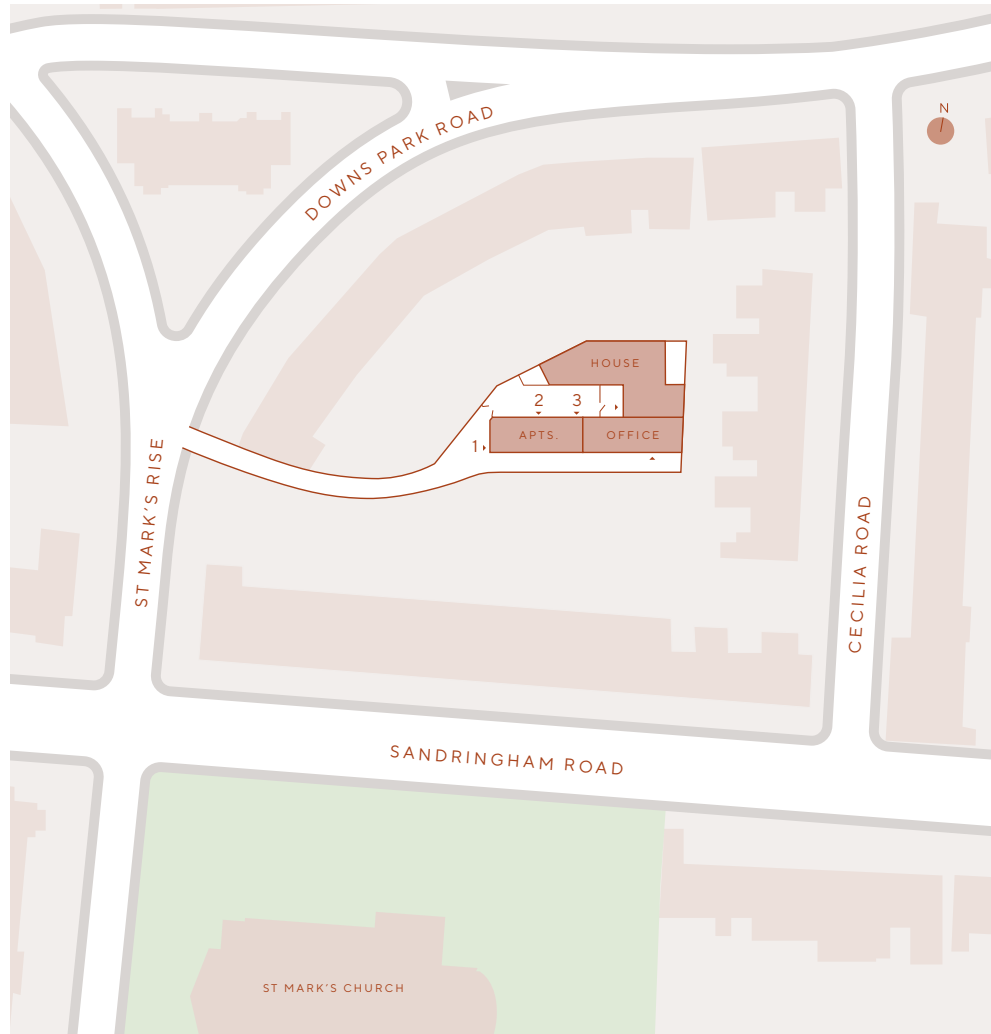 N
DOWNS PARK ROAD
HOUSE
2
3
APTS.
OFFICE
1
ST MARK'S RISE
CECILIA ROAD
SANDRINGHAM ROAD
ST MARK'S CHURCH